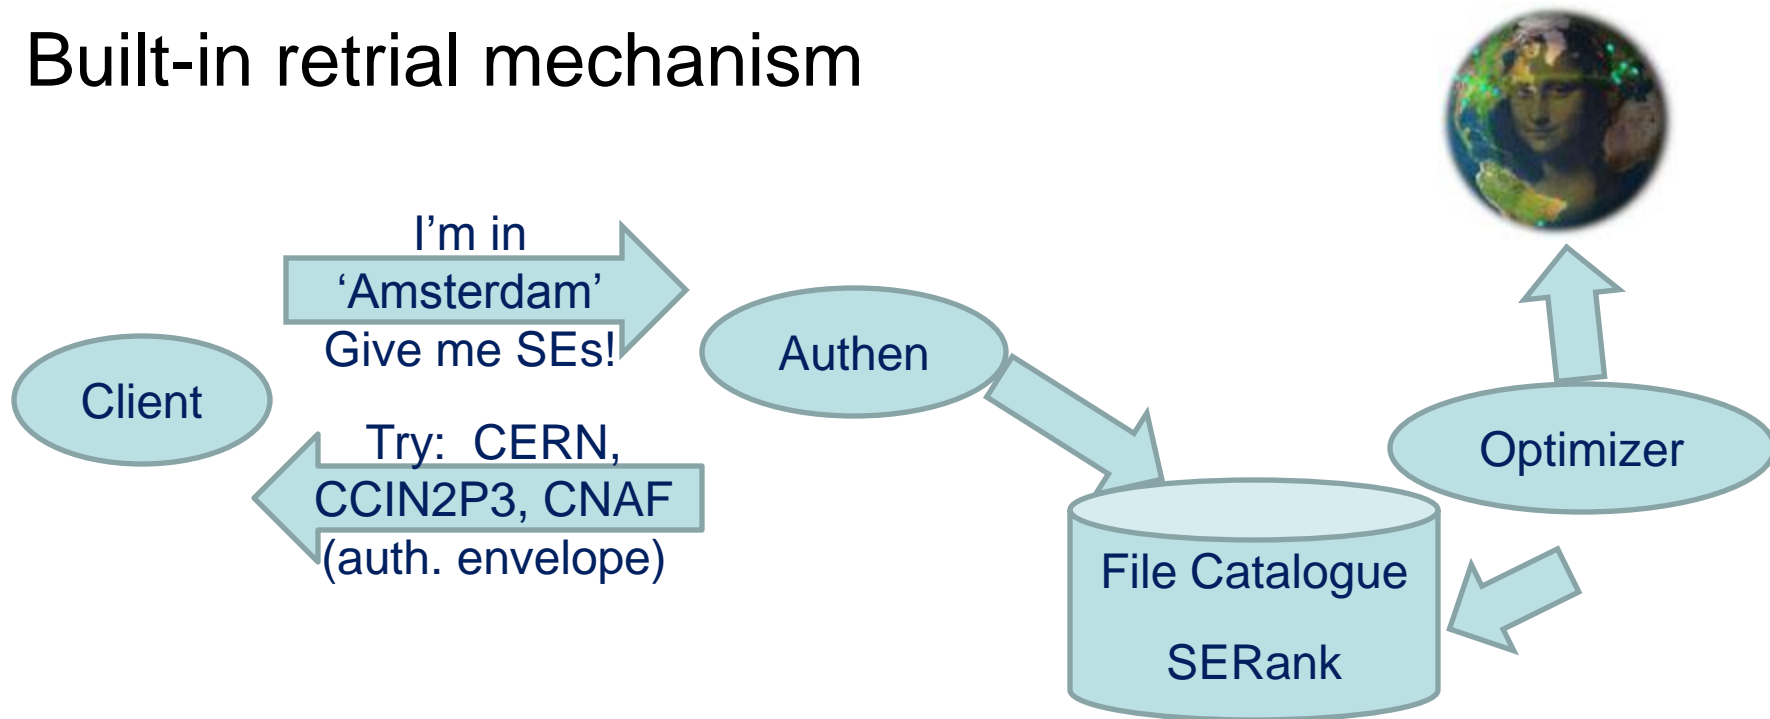 Built-in retrial mechanism
I’m in
‘Amsterdam’
Give me SEs!
Client
Authen
Try:  CERN,
CCIN2P3, CNAF
(auth. envelope)
Optimizer
File Catalogue
SERank